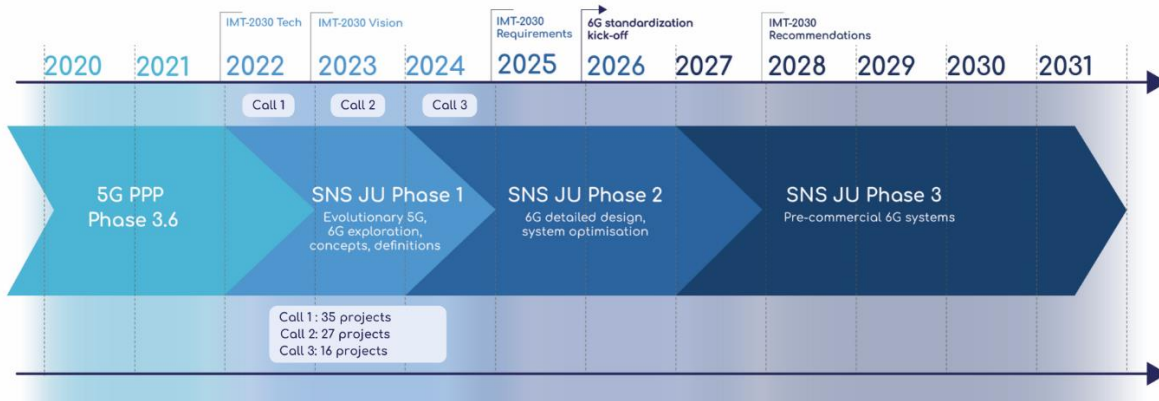 IMT-2030 Tech
IMT-2030 Vision
IMT-2030
Requirements
6G standardization
kick-off
IMT-2030
Recommendations
2020
2021
2022
2023
2024
2025
2026
2027
2028
2029
2030
2031
Call 1
Call 2
Call 3
5G PPP
Phase 3.6
SNS JU Phase 1
Evolutionary 5G,
6G exploration,
concepts, definitions
SNS JU Phase 2
6G detailed design,
system optimisation
SNS JU Phase 3
Pre-commercial 6G systems
Call 1 : 35 projects
Call 2: 27 projects
Call 3: 16 projects